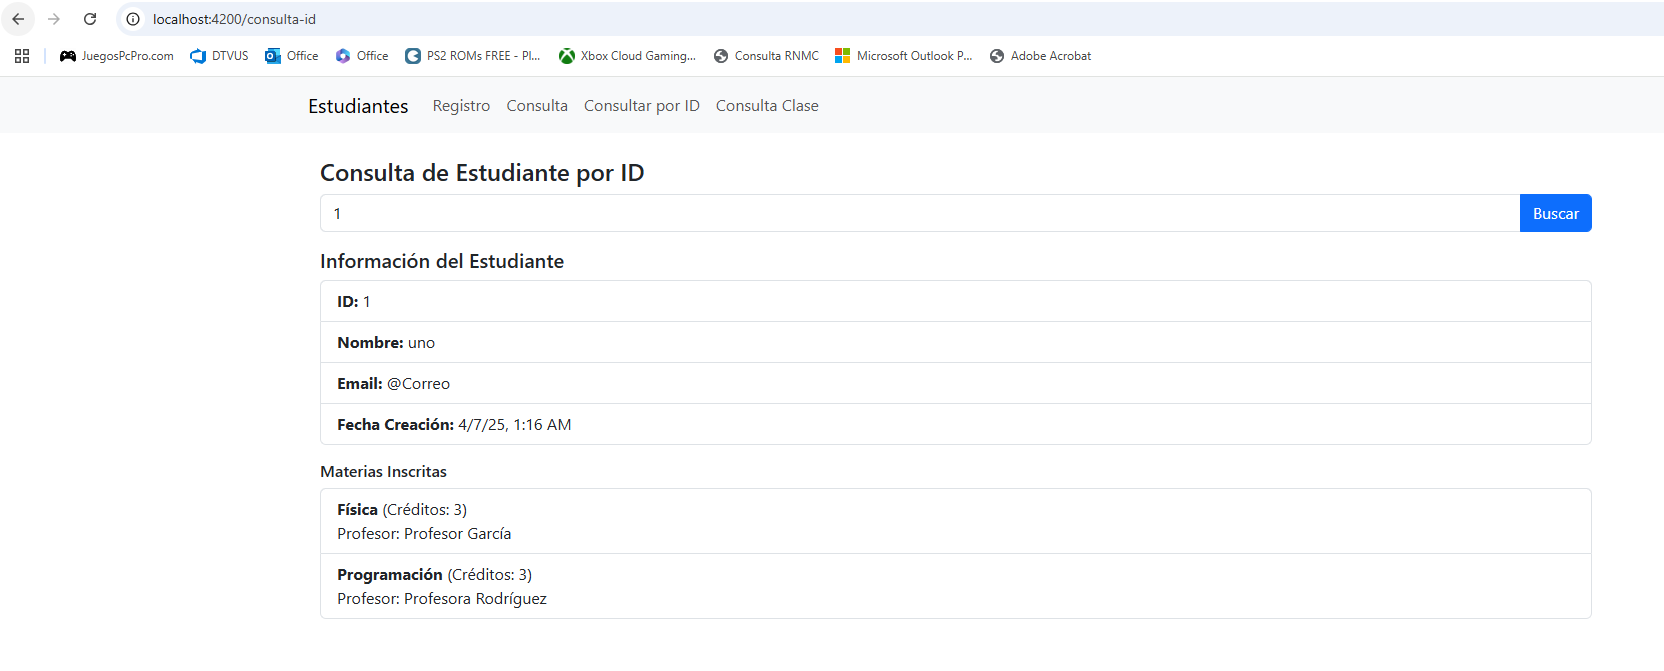 localhost:4200/consulta-id
JuegosPcPro.com DTVUS Office Office PS2 ROMs FREE - Pl... Xbox Cloud Gaming... Consulta RNMC Microsoft Outlook P... Adobe Acrobat
Estudiantes Registro Consulta Consultar por ID Consulta Clase
Consulta de Estudiante por ID
1 Buscar
Información del Estudiante
ID: 1
Nombre: uno
Email: @Correo
Fecha Creación: 4/7/25, 1:16 AM
Materias Inscritas
Física (Créditos: 3)
Profesor: Profesor García
Programación (Créditos: 3)
Profesor: Profesora Rodríguez